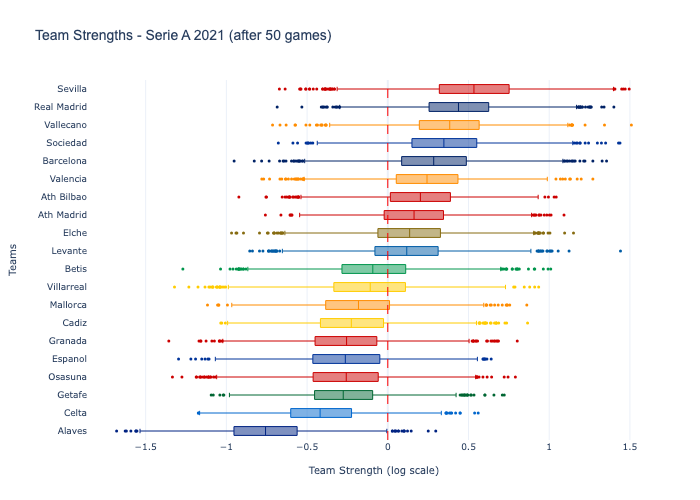 Team Strengths - Serie A 2021 (after 50 games)
Sevilla
Real Madrid
Vallecano
Sociedad
Barcelona
Valencia
Ath Bilbao
Ath Madrid
Elche
Levante
Betis
Villarreal
Mallorca
Cadiz
Granada
Espanol
Osasuna
Getafe
Celta
Alaves
Teams
−1.5 −1 −0.5 0 0.5 1 1.5
Team Strength (log scale)